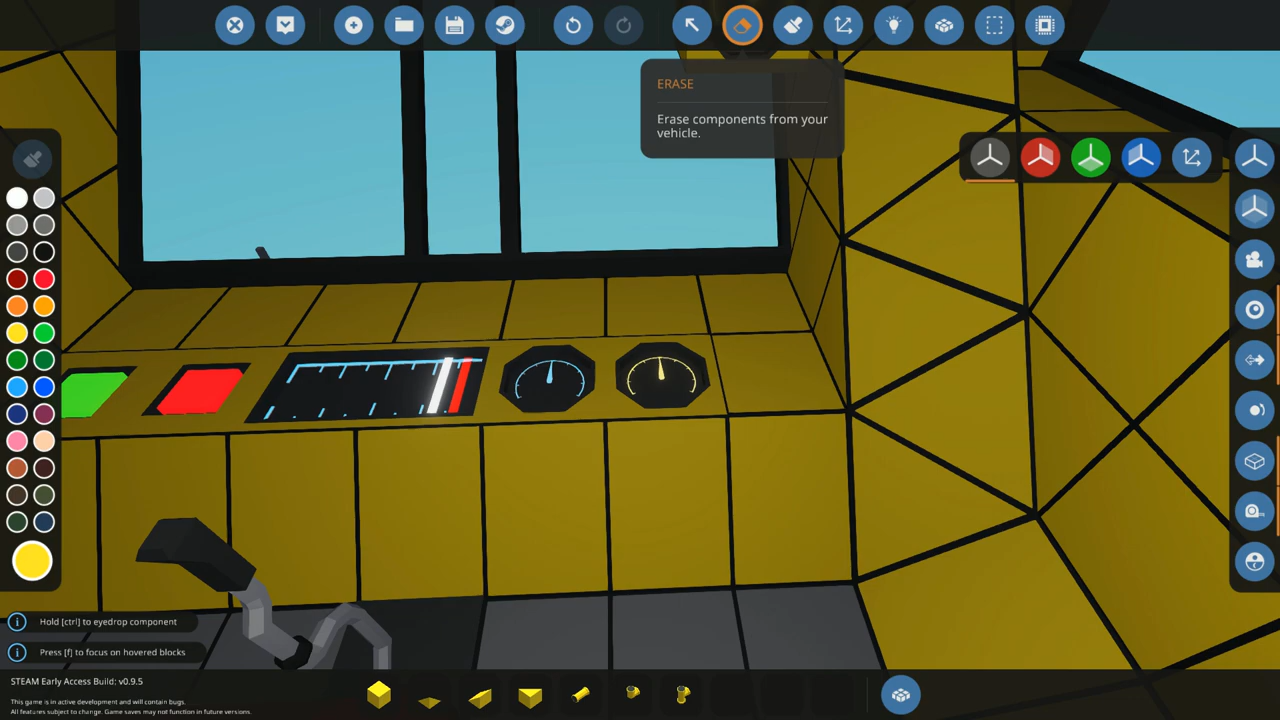 ERASE
Erase components from your
vehicle.
Hold [ctrl] to eyedrop component
Press [f] to focus on hovered blocks
STEAM Early Access Build: v0.9.5
This game is in active development and will contain bugs.
All features subject to change. Game saves may not function in future versions.